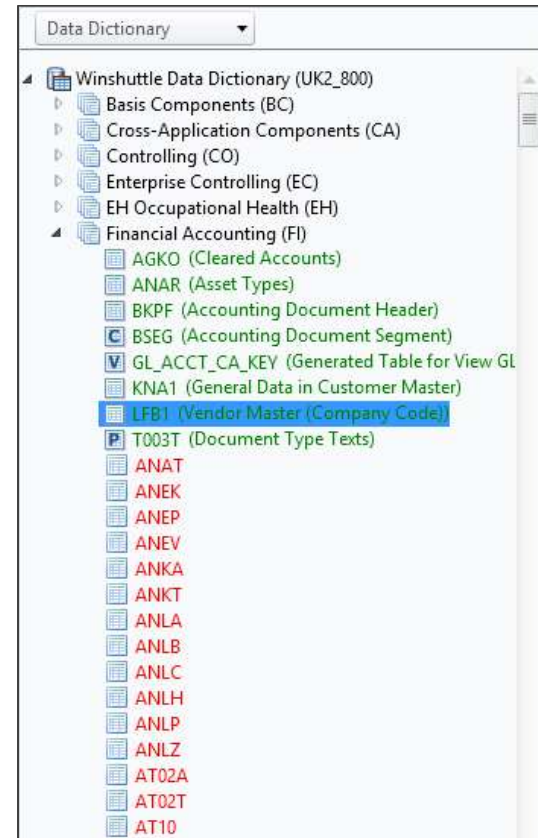 Data Dictionary
Winshuttle Data Dictionary (UK2_800)
Basis Components (BC)
Cross-Application Components (CA)
Controlling (CO)
Enterprise Controlling (EC)
EH Occupational Health (EH)
Financial Accounting (FI)
AGKO (Cleared Accounts)
ANAR (Asset Types)
BKPF (Accounting Document Header)
C BSEG (Accounting Document Segment)
V GL_ACCT_CA_KEY (Generated Table for View GL
KNA1 (General Data in Customer Master)
LFB1 (Vendor Master (Company Code))
P T003T (Document Type Texts)
ANAT
ANEK
ANEP
ANEV
ANKA
ANKT
ANLA
ANLB
ANLC
ANLH
ANLP
ANLZ
AT02A
AT02T
AT10